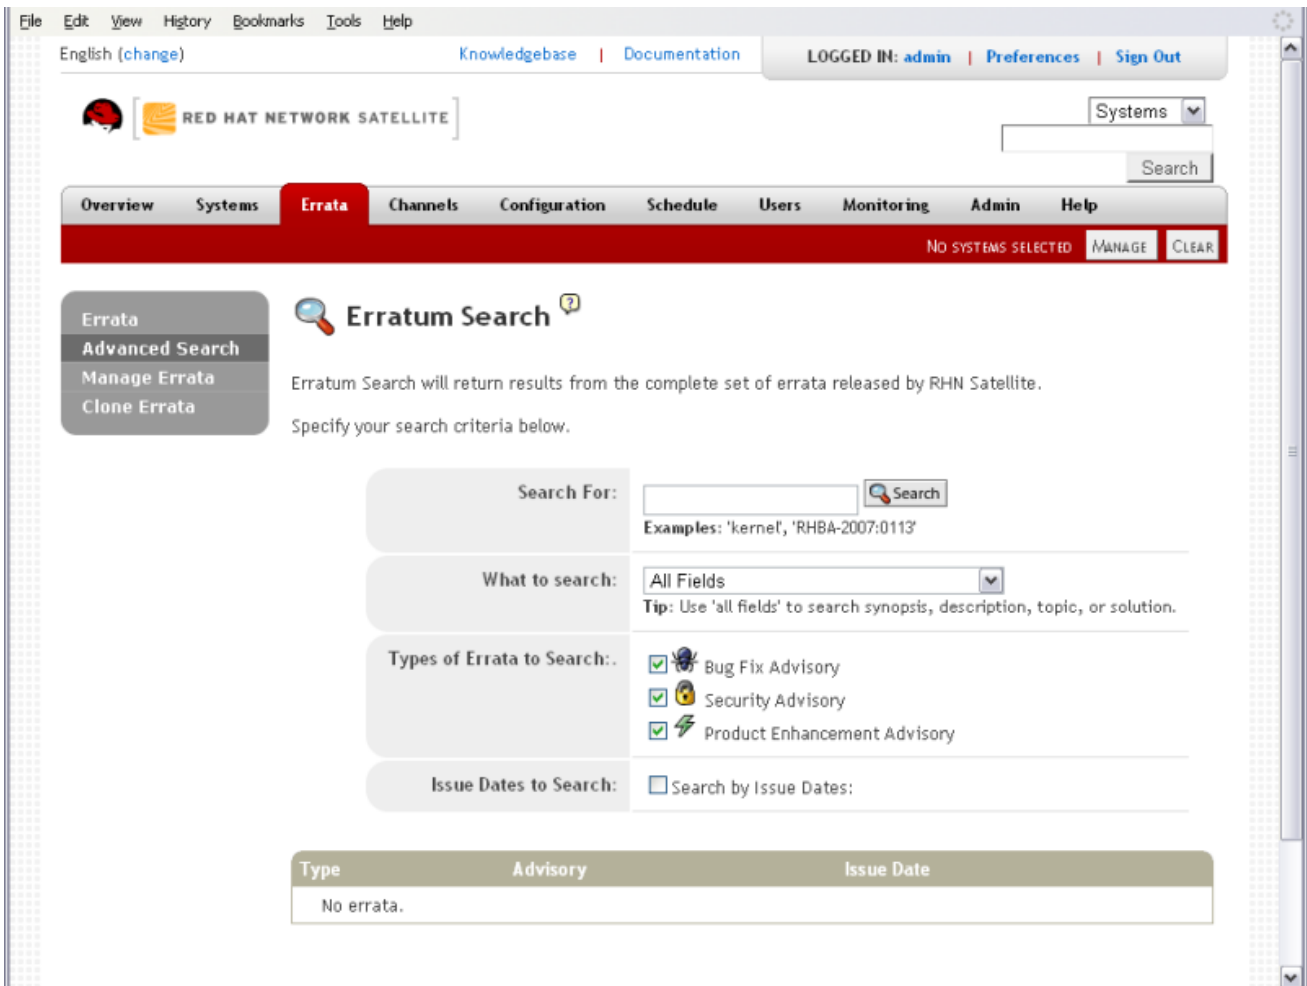 File Edit View History Bookmarks Tools Help
English (change) Knowledgebase | Documentation LOGGED IN: admin | Preferences | Sign Out
RED HAT NETWORK SATELLITE
Systems
Search
Overview Systems Errata Channels Configuration Schedule Users Monitoring Admin Help
NO SYSTEMS SELECTED MANAGE CLEAR
Errata
Advanced Search
Manage Errata
Clone Errata
Erratum Search ?
Erratum Search will return results from the complete set of errata released by RHN Satellite.
Specify your search criteria below.
Search For: Search
Examples: 'kernel', 'RHBA-2007:0113'
What to search: All Fields
Tip: Use 'all fields' to search synopsis, description, topic, or solution.
Types of Errata to Search:. Bug Fix Advisory
Security Advisory
Product Enhancement Advisory
Issue Dates to Search: Search by Issue Dates:
Type Advisory Issue Date
No errata.